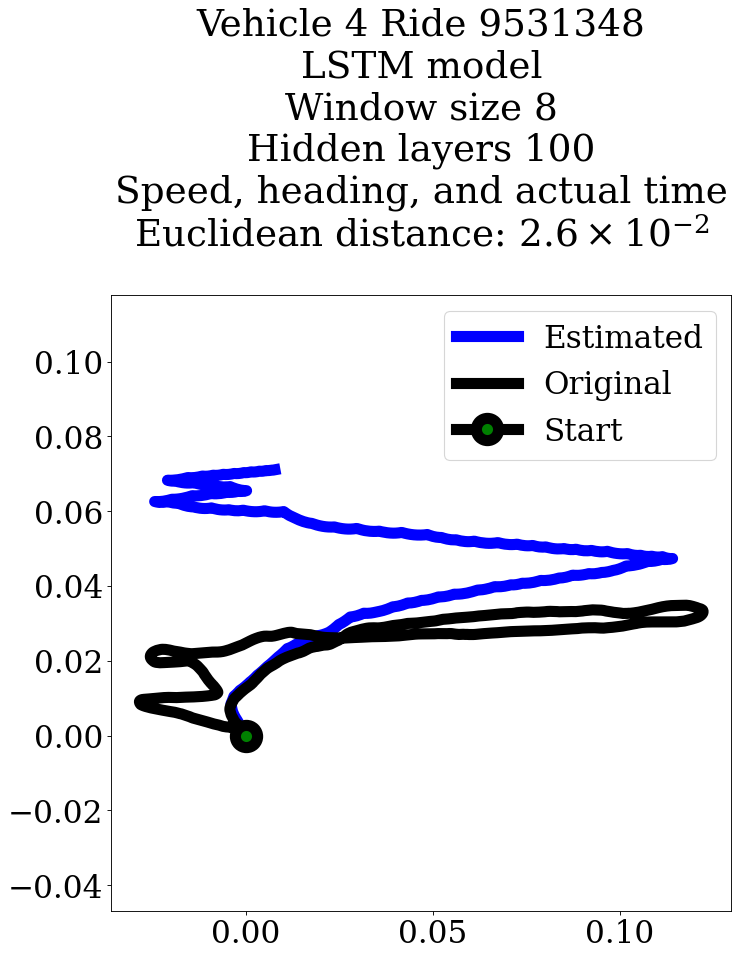 Vehicle 4 Ride 9531348
LSTM model
Window size 8
Hidden layers 100
Speed, heading, and actual time
Euclidean distance: 2.6 × 10⁻²
Estimated
Original
Start
0.10
0.08
0.06
0.04
0.02
0.00
−0.02
−0.04
0.00 0.05 0.10